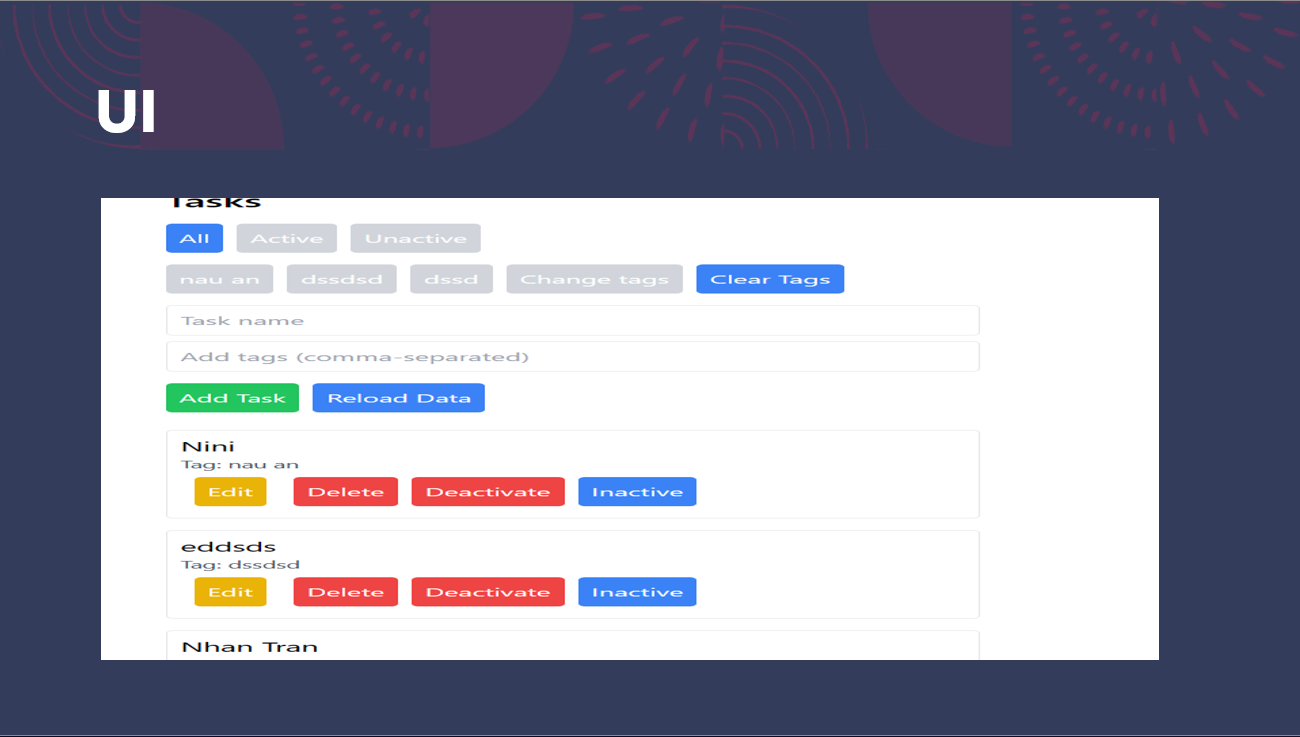 UI
Tasks
All Active Unactive
nau an dssdsd dssd Change tags Clear Tags
Task name
Add tags (comma-separated)
Add Task Reload Data
Nini
Tag: nau an
Edit Delete Deactivate Inactive
eddsds
Tag: dssdsd
Edit Delete Deactivate Inactive
Nhan Tran